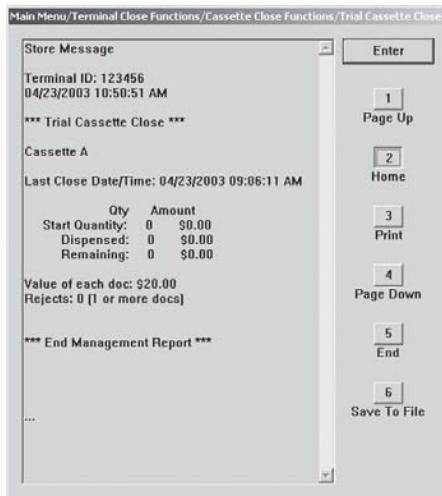 Main Menu/Terminal Close Functions/Cassette Close Functions/Trial Cassette Close
Store Message
Terminal ID: 123456
04/23/2003 10:50:51 AM
*** Trial Cassette Close ***
Cassette A
Last Close Date/Time: 04/23/2003 09:06:11 AM
Qty Amount
Start Quantity: 0 $0.00
Dispensed: 0 $0.00
Remaining: 0 $0.00
Value of each doc: $20.00
Rejects: 0 [1 or more docs]
*** End Management Report ***
...
Enter
1
Page Up
2
Home
3
Print
4
Page Down
5
End
6
Save To File